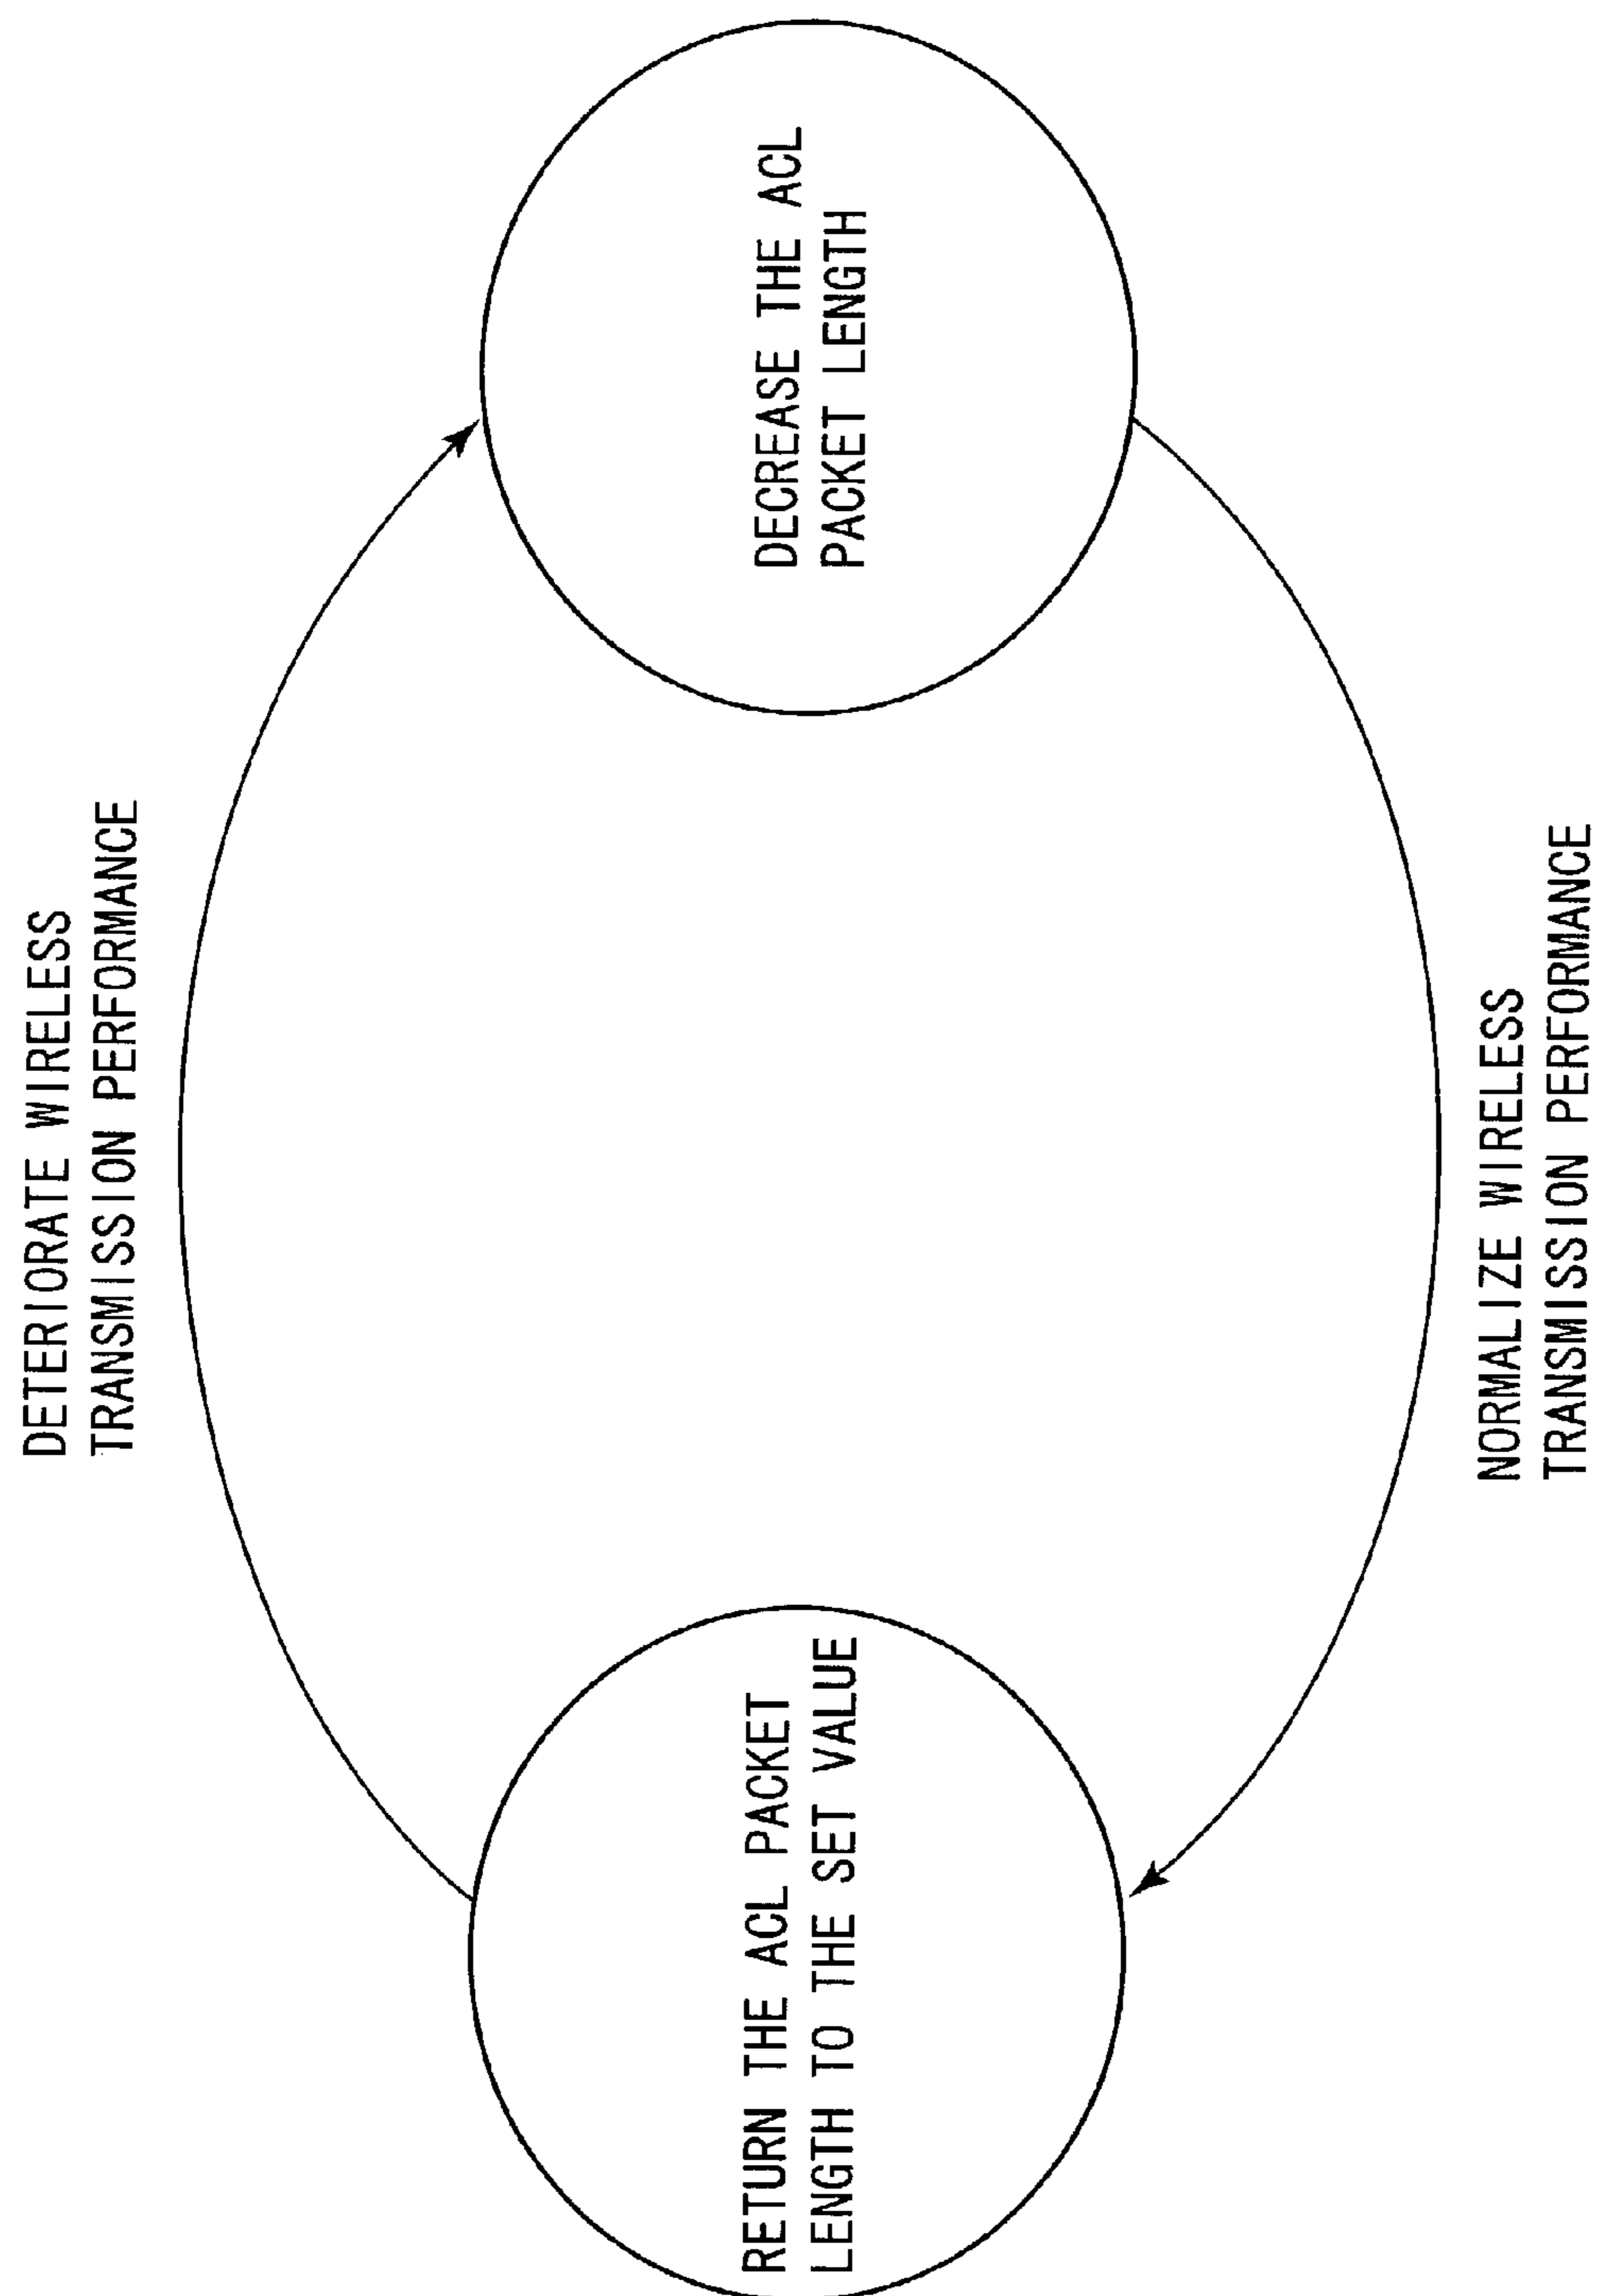 DETERIORATE WIRELESS
TRANSMISSION PERFORMANCE
RETURN THE ACL PACKET
LENGTH TO THE SET VALUE
DECREASE THE ACL
PACKET LENGTH
NORMALIZE WIRELESS
TRANSMISSION PERFORMANCE